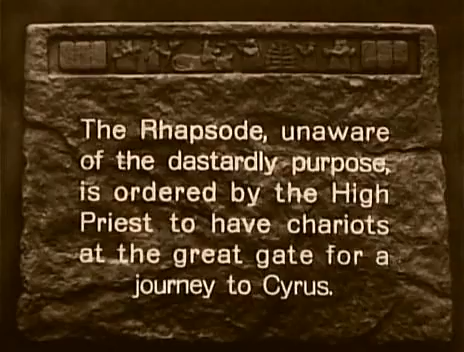 The Rhapsode, unaware
of the dastardly purpose,
is ordered by the High
Priest to have chariots
at the great gate for a
journey to Cyrus.